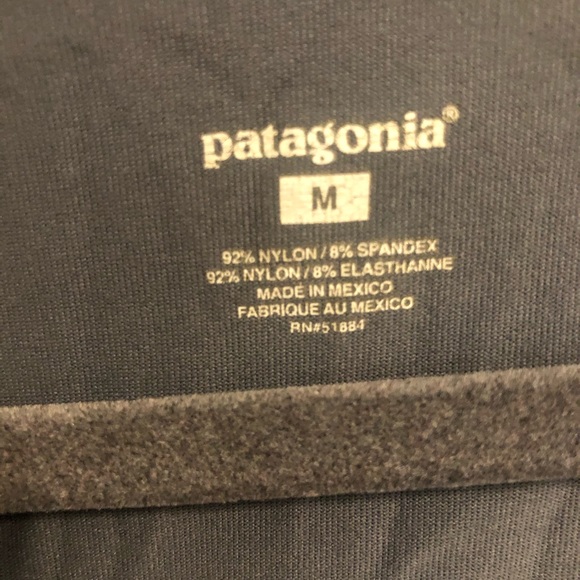 patagonia®
M
92% NYLON / 8% SPANDEX
92% NYLON / 8% ELASTHANNE
MADE IN MEXICO
FABRIQUE AU MEXICO
RN#51884